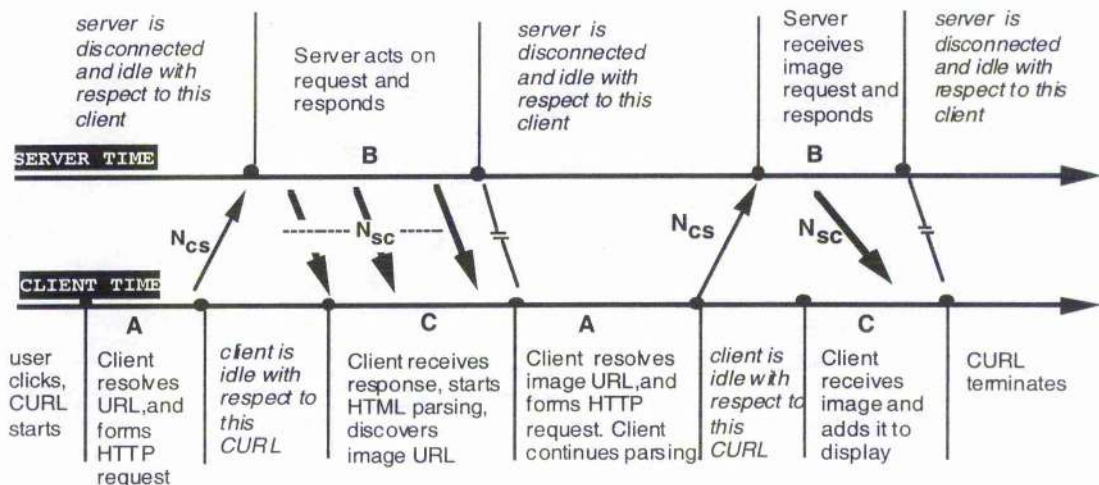 server is
disconnected
and idle with
respect to this
client
Server acts on
request and
responds
server is
disconnected
and idle with
respect to this
client
Server
receives
image
request and
responds
server is
disconnected
and idle with
respect to this
client
SERVER TIME
B
B
Ncs
Nsc
Ncs
Nsc
CLIENT TIME
A
C
A
C
user
clicks,
CURL
starts
Client
resolves
URL,and
forms
HTTP
request
client is
idle with
respect to
this
CURL
Client receives
response, starts
HTML parsing,
discovers
image URL
Client resolves
image URL,and
forms HTTP
request. Client
continues parsing
client is
idle with
respect to
this
CURL
Client
receives
image and
adds it to
display
CURL
terminates